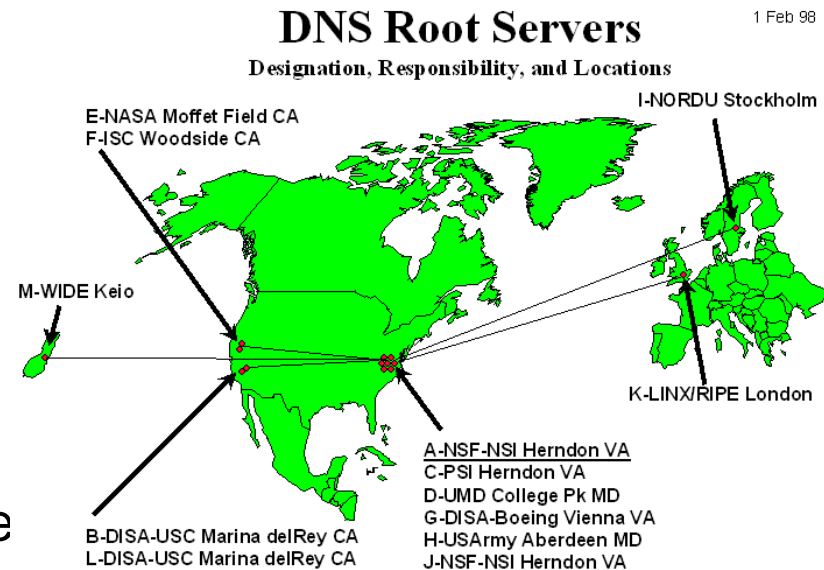 DNS Root Servers
1 Feb 98
Designation, Responsibility, and Locations
E-NASA Moffet Field CA
F-ISC Woodside CA
I-NORDU Stockholm
M-WIDE Keio
K-LINX/RIPE London
A-NSF-NSI Herndon VA
C-PSI Herndon VA
D-UMD College Pk MD
G-DISA-Boeing Vienna VA
H-USArmy Aberdeen MD
J-NSF-NSI Herndon VA
B-DISA-USC Marina delRey CA
L-DISA-USC Marina delRey CA
e